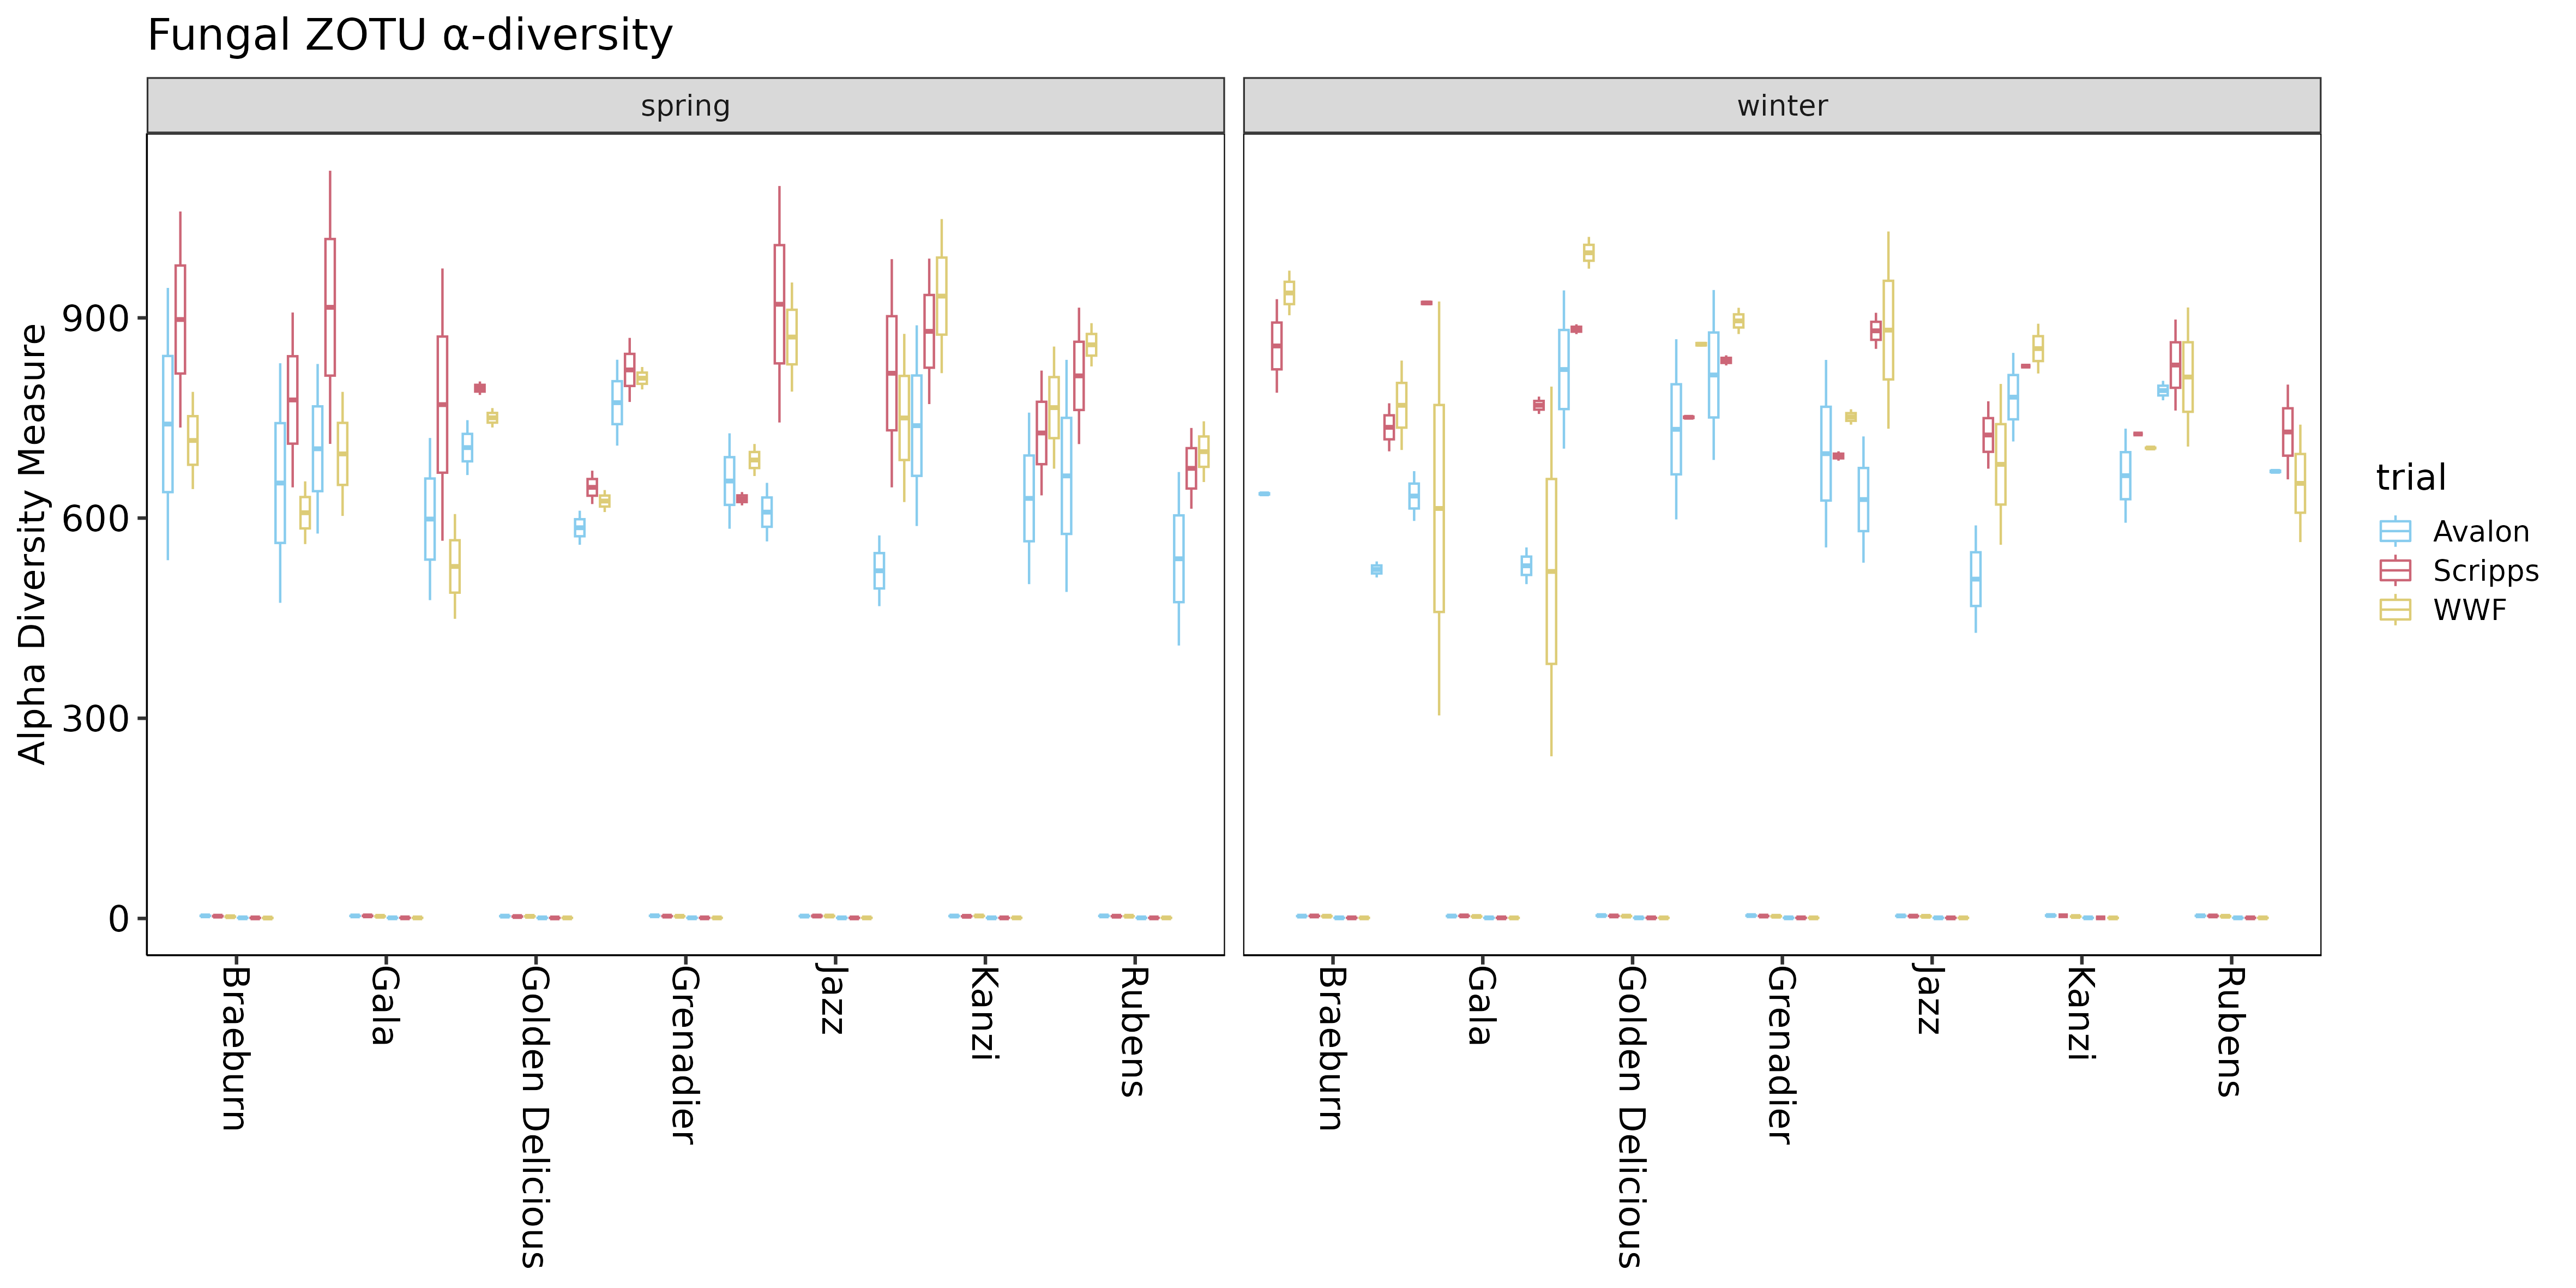 Fungal ZOTU α-diversity
spring
winter
Alpha Diversity Measure
900
600
300
0
Braeburn
Gala
Golden Delicious
Grenadier
Jazz
Kanzi
Rubens
Braeburn
Gala
Golden Delicious
Grenadier
Jazz
Kanzi
Rubens
trial
Avalon
Scripps
WWF